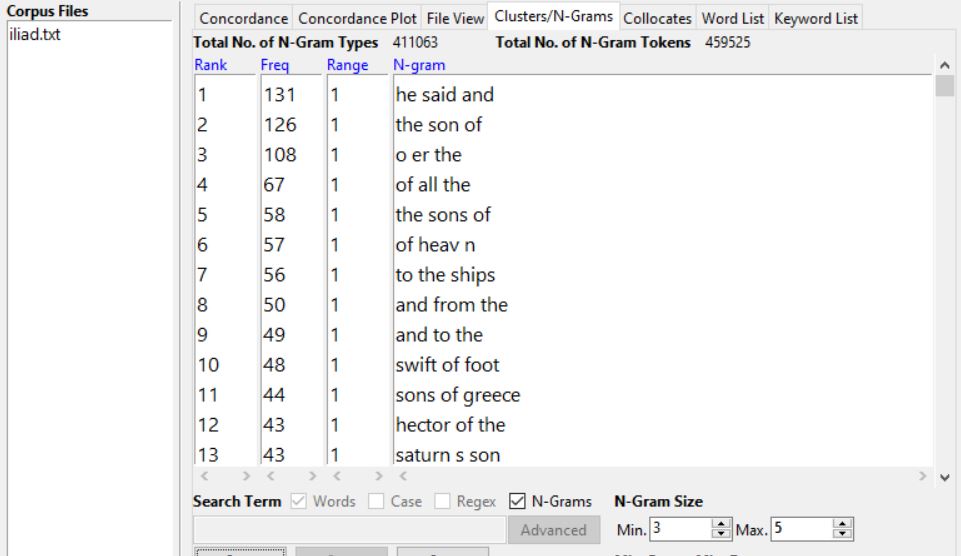 Corpus Files
iliad.txt
Concordance Concordance Plot File View Clusters/N-Grams Collocates Word List Keyword List
Total No. of N-Gram Types 411063 Total No. of N-Gram Tokens 459525
Rank Freq Range N-gram
1 131 1 he said and
2 126 1 the son of
3 108 1 o er the
4 67 1 of all the
5 58 1 the sons of
6 57 1 of heav n
7 56 1 to the ships
8 50 1 and from the
9 49 1 and to the
10 48 1 swift of foot
11 44 1 sons of greece
12 43 1 hector of the
13 43 1 saturn s son
Search Term Words Case Regex N-Grams N-Gram Size
Advanced Min. 3 Max. 5